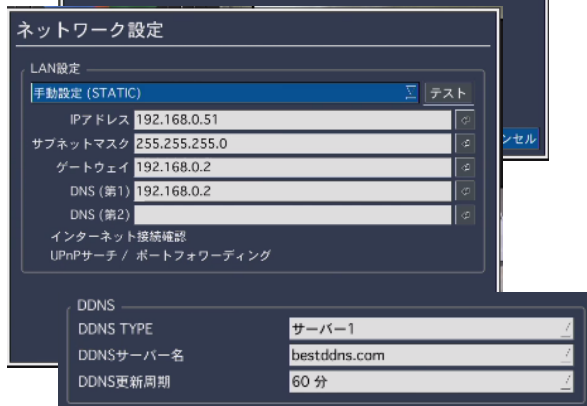 ネットワーク設定
LAN設定
手動設定 (STATIC) テスト
IPアドレス 192.168.0.51
サブネットマスク 255.255.255.0
ンセル
ゲートウェイ 192.168.0.2
DNS (第1) 192.168.0.2
DNS (第2)
インターネット接続確認
UPnPサーチ / ポートフォワーディング
DDNS
DDNS TYPE サーバー1
DDNSサーバー名 bestddns.com
DDNS更新周期 60 分